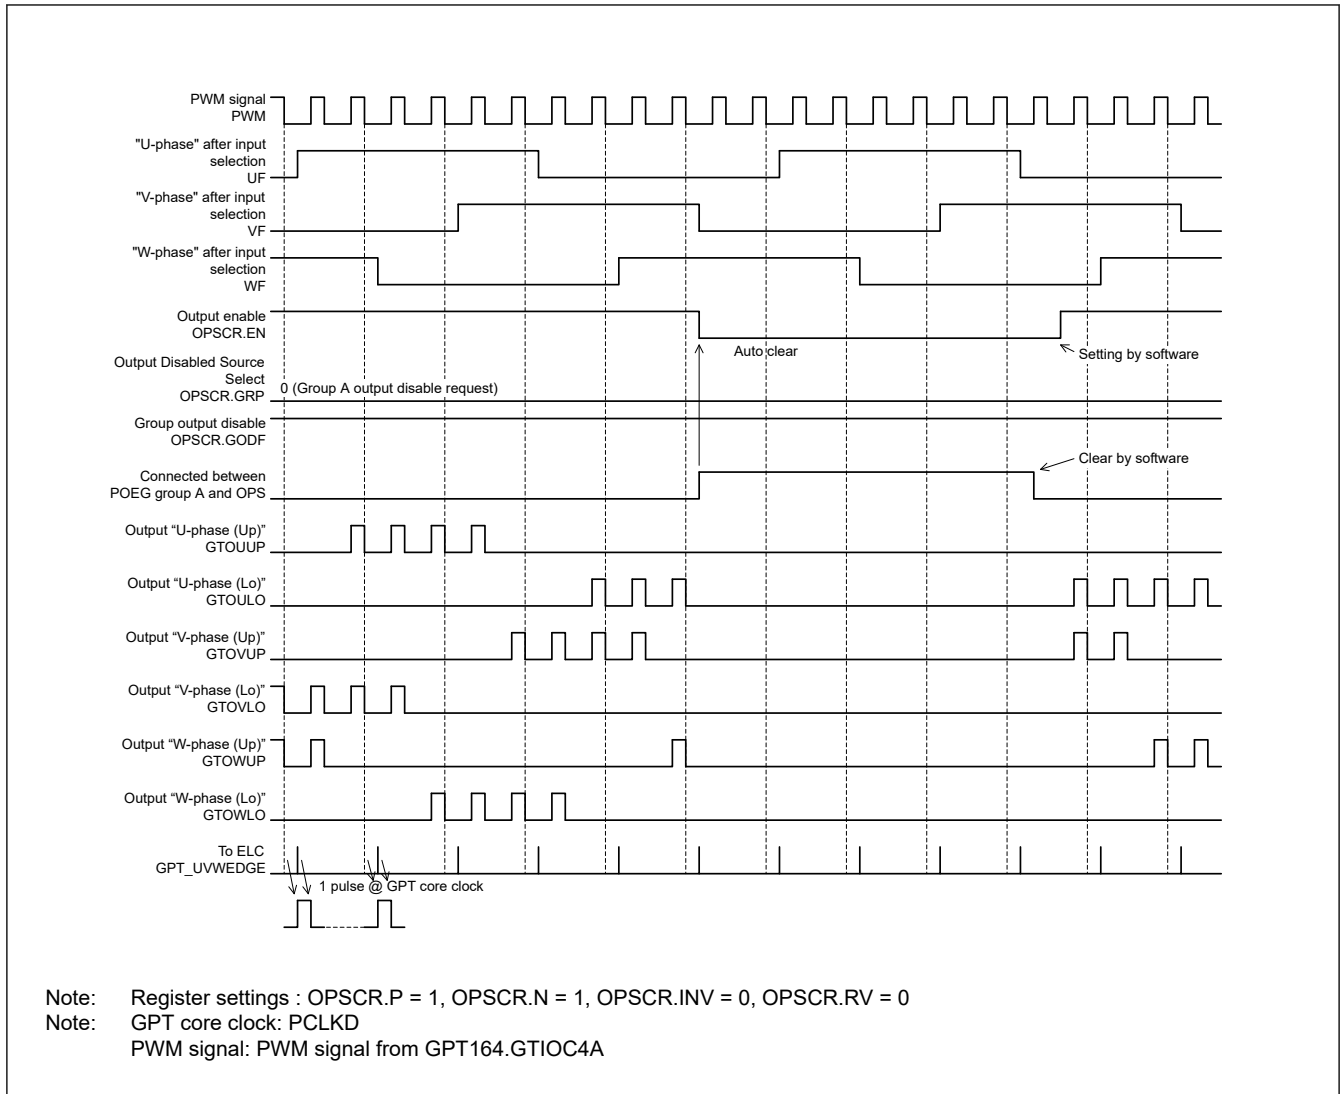 PWM signal
PWM
"U-phase" after input
selection
UF
"V-phase" after input
selection
VF
"W-phase" after input
selection
WF
Output enable
OPSCR.EN
Auto clear
Setting by software
Output Disabled Source
Select
OPSCR.GRP
0 (Group A output disable request)
Group output disable
OPSCR.GODF
Clear by software
Connected between
POEG group A and OPS
Output “U-phase (Up)”
GTOUUP
Output “U-phase (Lo)”
GTOULO
Output “V-phase (Up)”
GTOVUP
Output “V-phase (Lo)”
GTOVLO
Output “W-phase (Up)”
GTOWUP
Output “W-phase (Lo)”
GTOWLO
To ELC
GPT_UVWEDGE
1 pulse @ GPT core clock
Note: Register settings : OPSCR.P = 1, OPSCR.N = 1, OPSCR.INV = 0, OPSCR.RV = 0
Note: GPT core clock: PCLKD
PWM signal: PWM signal from GPT164.GTIOC4A